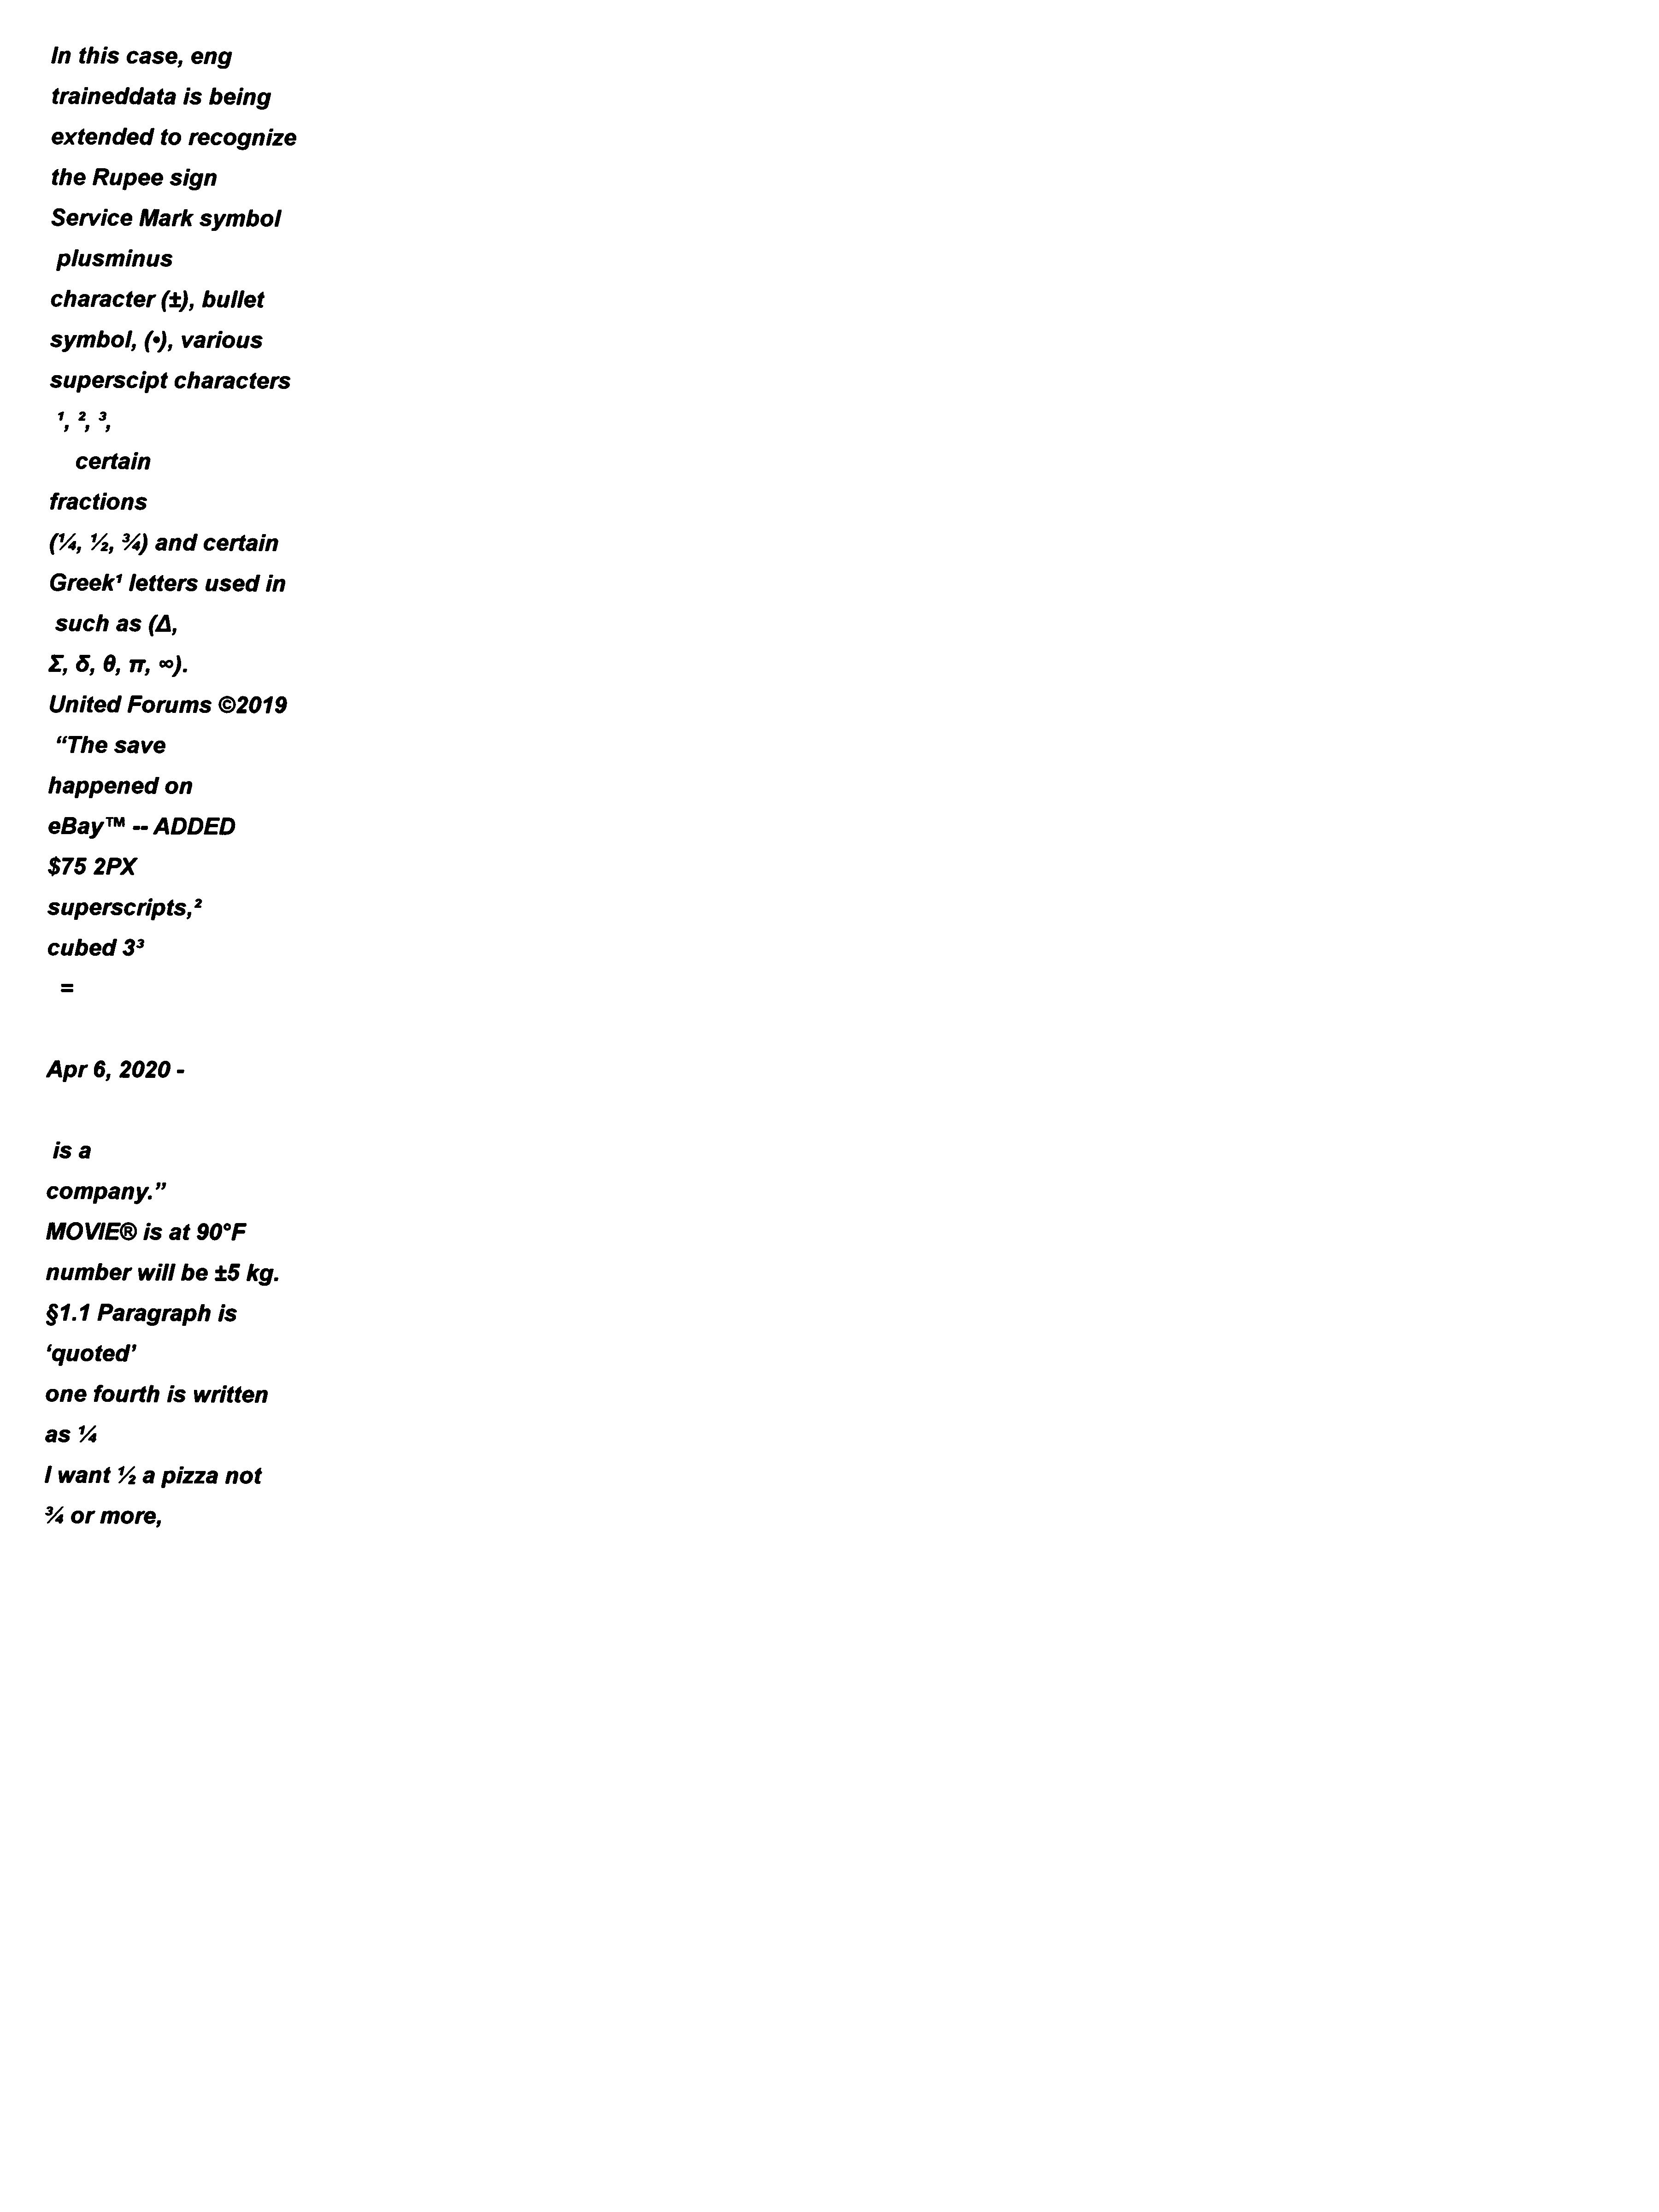 In this case, eng
traineddata is being
extended to recognize
the Rupee sign
Service Mark symbol
plusminus
character (±), bullet
symbol, (•), various
superscipt characters
¹, ², ³,
certain
fractions
(¼, ½, ¾) and certain
Greek¹ letters used in
such as (Δ,
Σ, δ, θ, π, ∞).
United Forums ©2019
“The save
happened on
eBay™ -- ADDED
$75 2PX
superscripts,²
cubed 3³
=
Apr 6, 2020 -
is a
company.”
MOVIE® is at 90°F
number will be ±5 kg.
§1.1 Paragraph is
‘quoted’
one fourth is written
as ¼
I want ½ a pizza not
¾ or more,